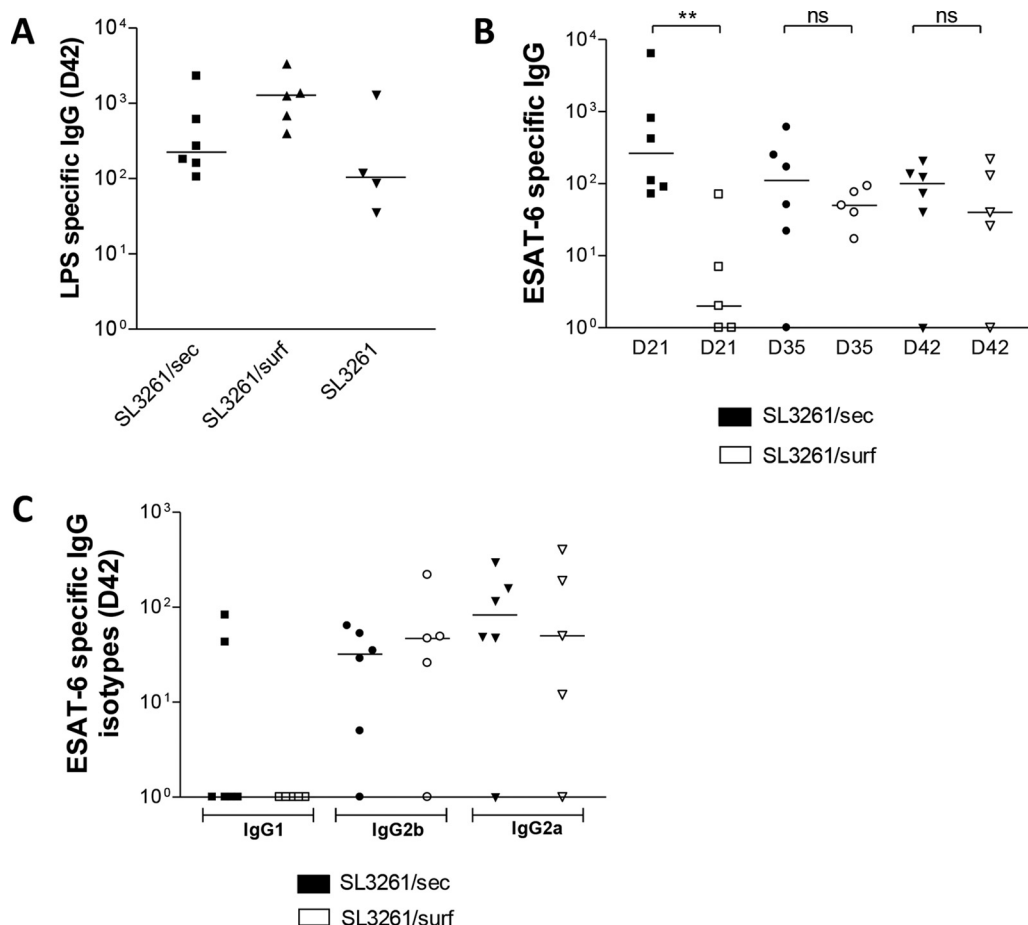 A
LPS specific IgG (D42)
10⁴
10³
10²
10¹
10⁰
SL3261/sec
SL3261/surf
SL3261
B
ESAT-6 specific IgG
**
ns
ns
10⁴
10³
10²
10¹
10⁰
D21
D21
D35
D35
D42
D42
SL3261/sec
SL3261/surf
C
ESAT-6 specific IgG
isotypes (D42)
10³
10²
10¹
10⁰
IgG1
IgG2b
IgG2a
SL3261/sec
SL3261/surf